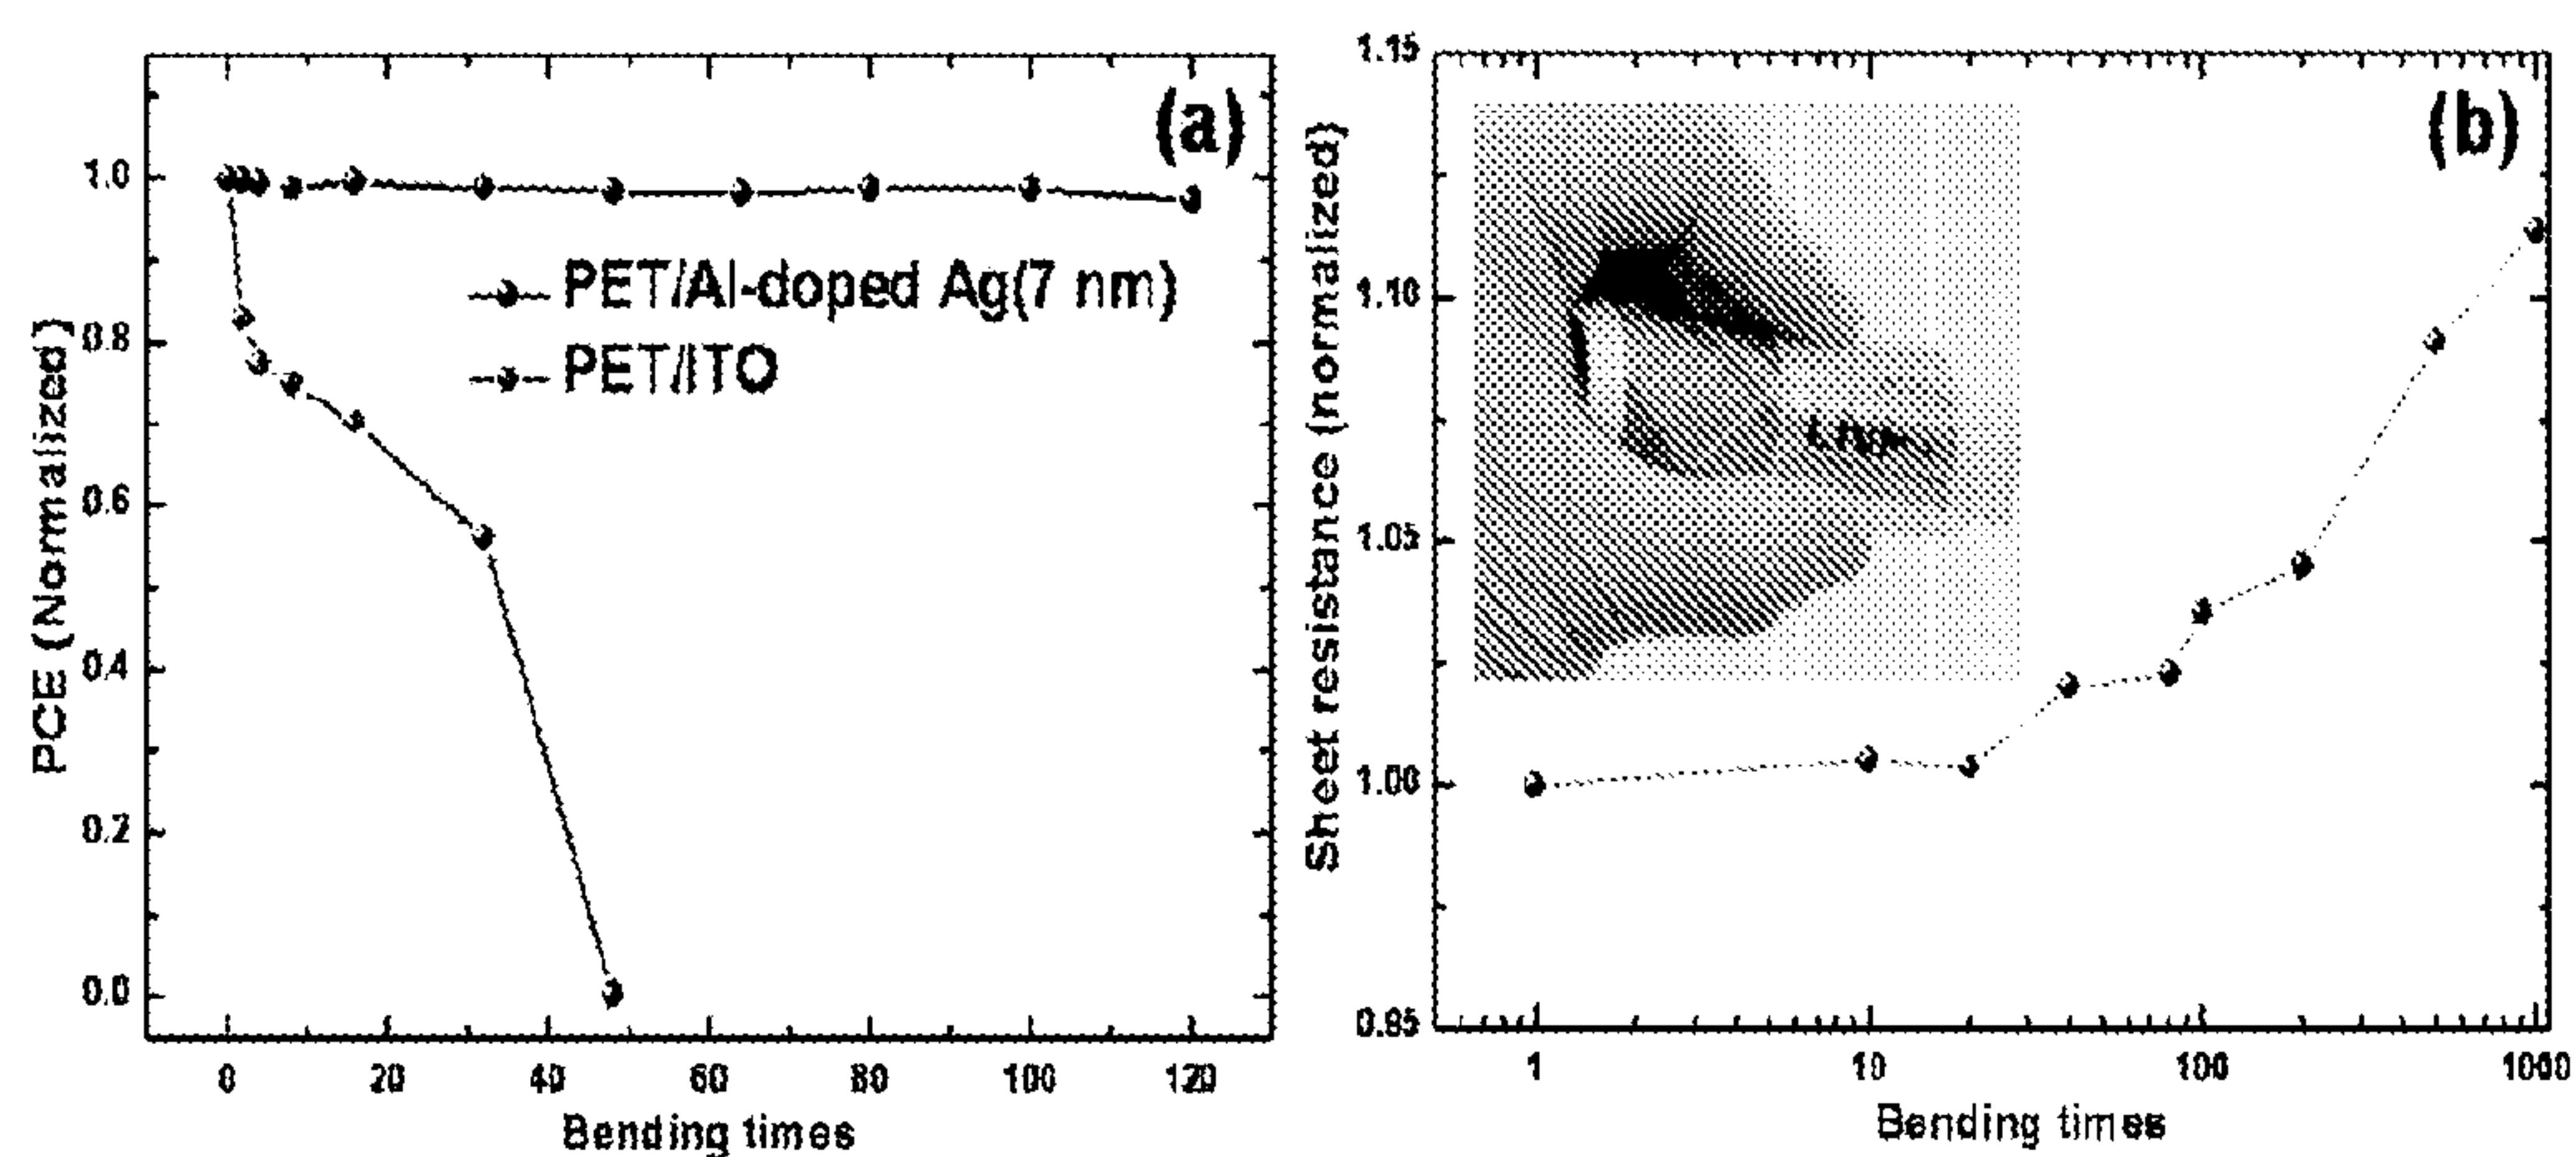 (a)
1.0
0.8
0.6
0.4
0.2
0.0
PCE (Normalized)
PET/Al-doped Ag(7 nm)
PET/ITO
0 20 40 60 80 100 120
Bending times
(b)
1.15
1.10
1.05
1.00
0.95
Sheet resistance (normalized)
1 10 100 1000
Bending times